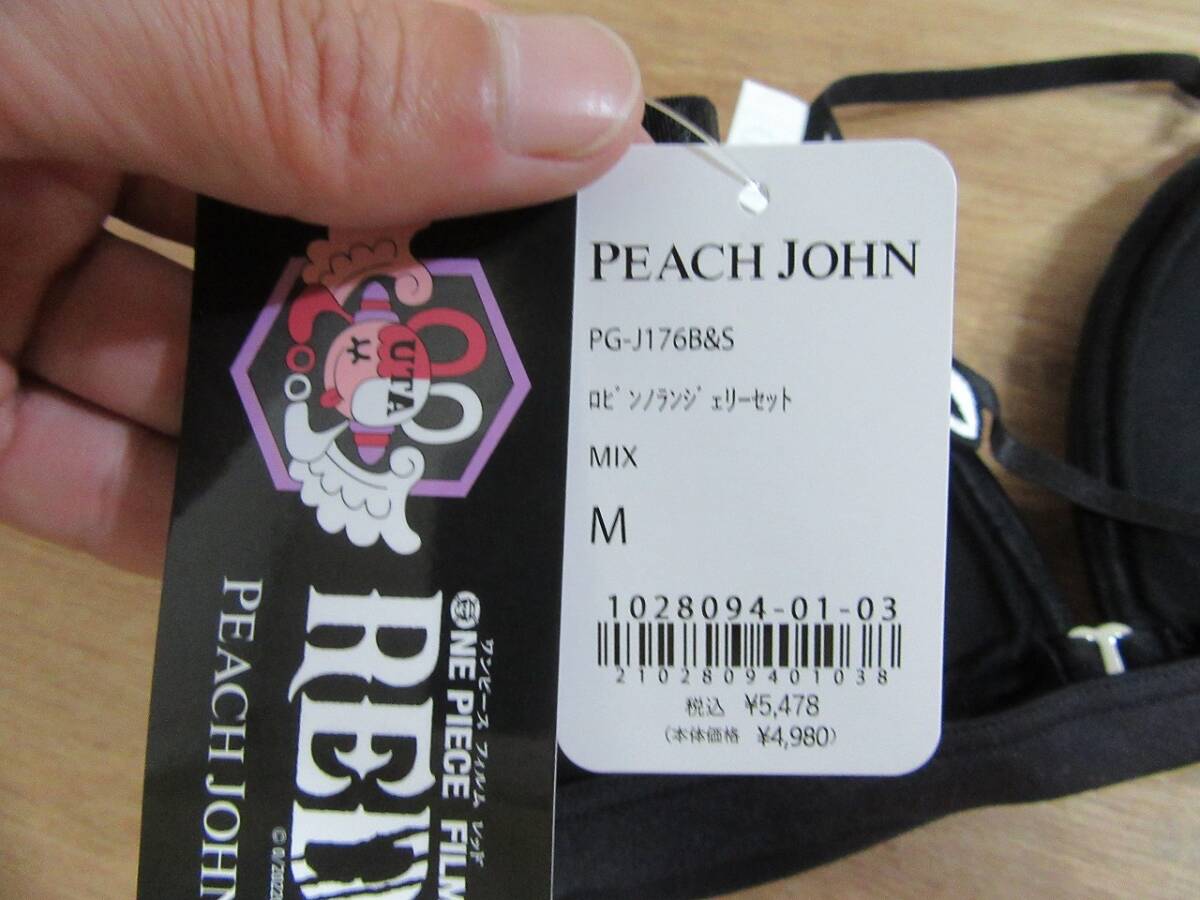 PEACH JOHN
PG-J176B&S
ﾛﾋﾟﾝﾉﾗﾝｼﾞｪﾘｰｾｯﾄ
MIX
M
1028094-01-03
2102809401038
税込 ¥5,478
(本体価格 ¥4,980)
UTA
ワンピース フィルム レッド
ONE PIECE FILM
RE
PEACH JOHN